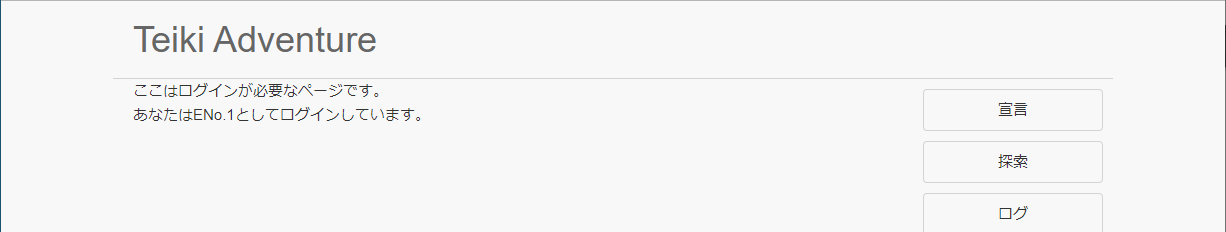 Teiki Adventure
ここはログインが必要なページです。
あなたはENo.1としてログインしています。
宣言
探索
ログ